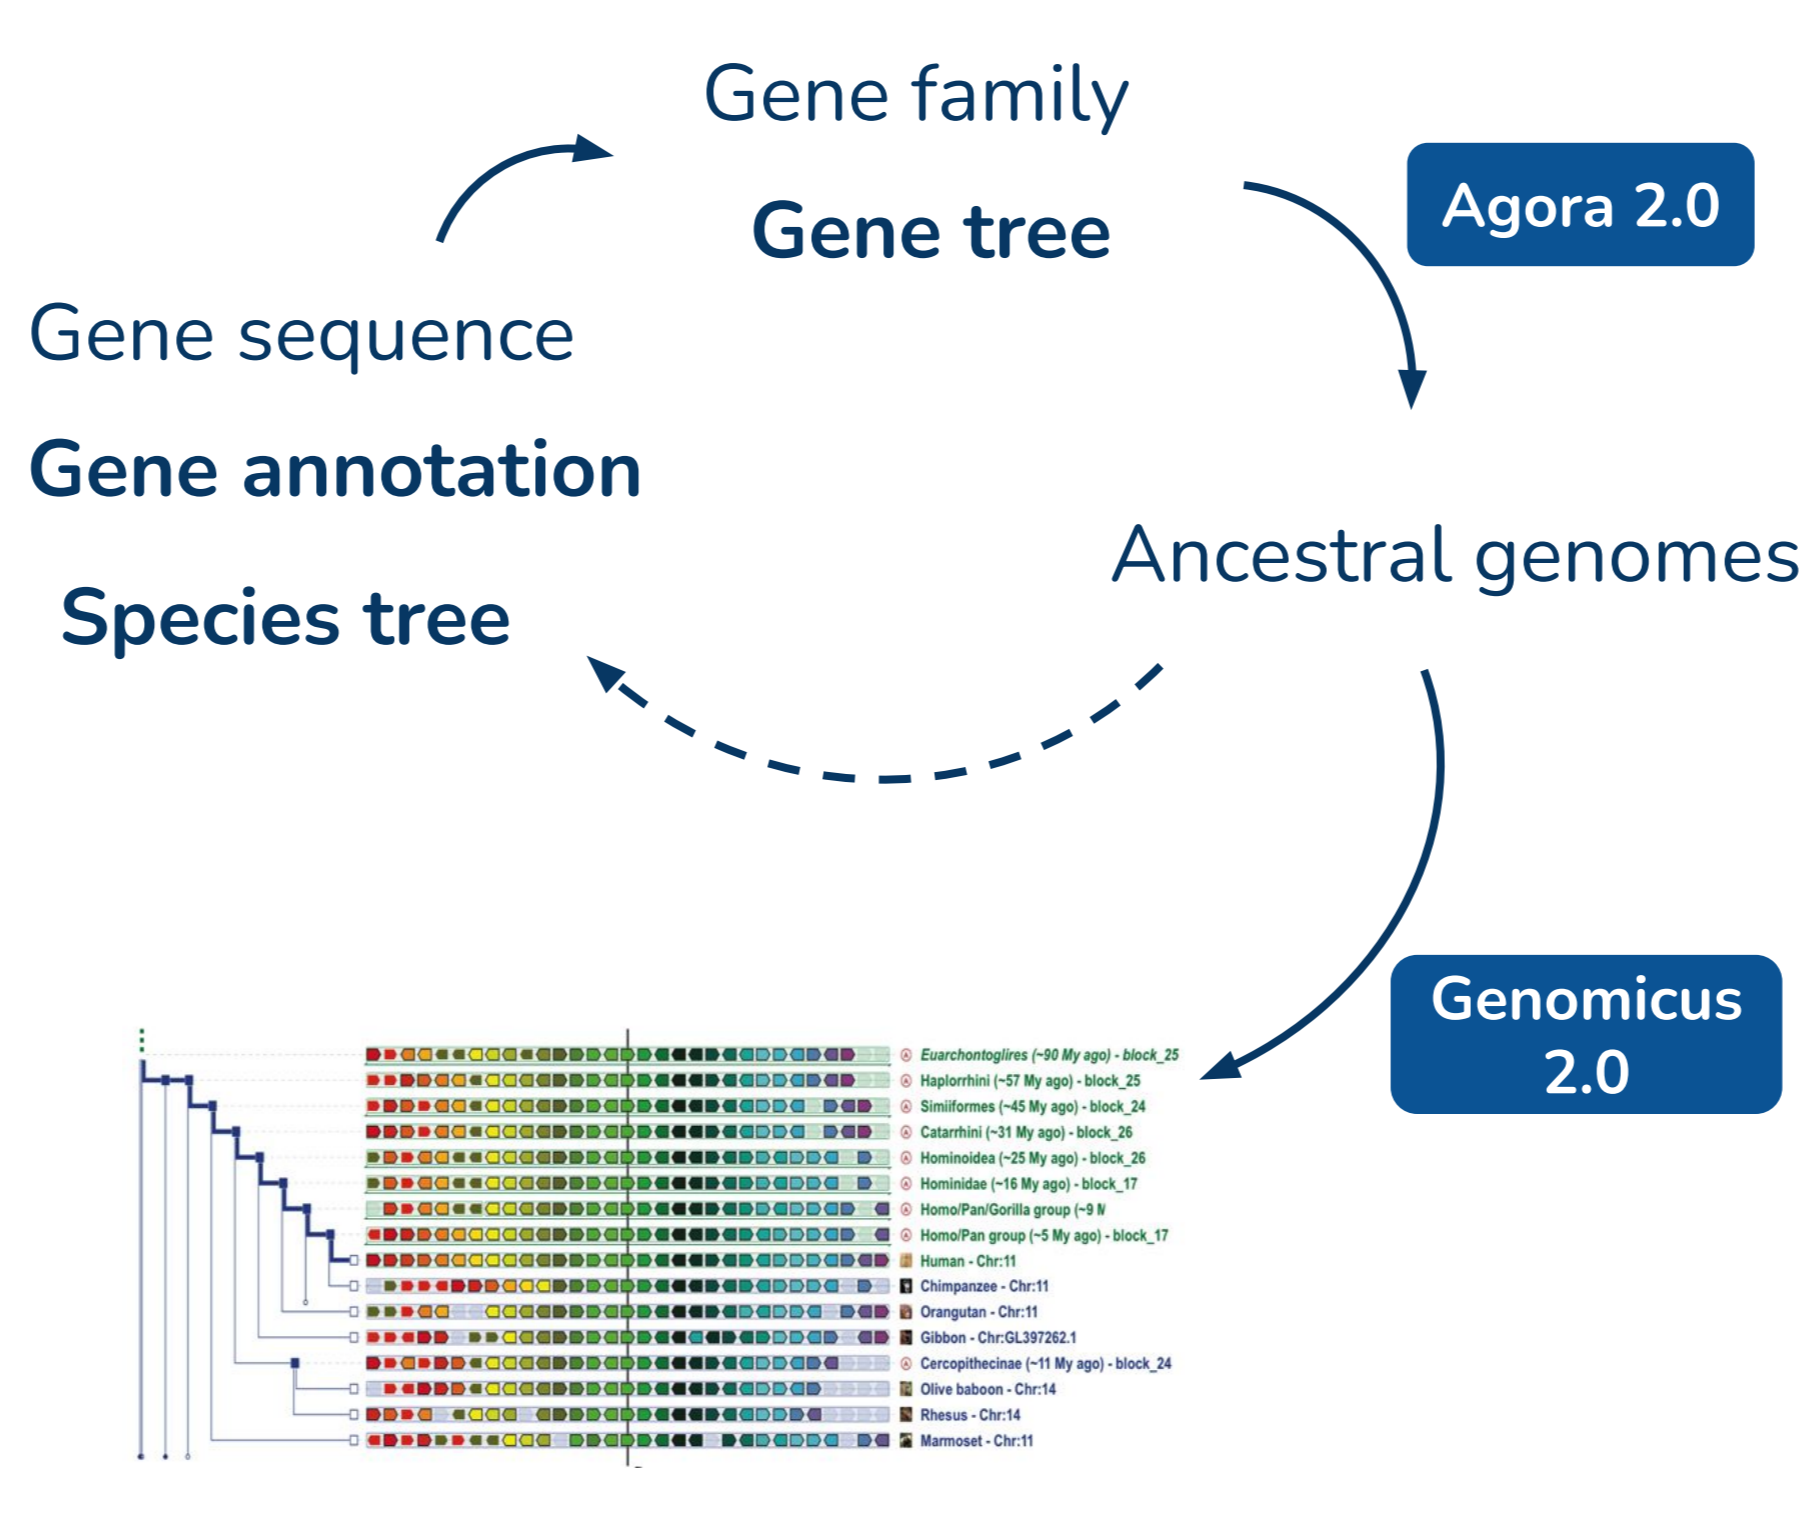 Gene family
Gene tree
Agora 2.0
Gene sequence
Gene annotation
Species tree
Ancestral genomes
Genomicus
2.0
Euarchontoglires (~90 My ago) - block_25
Haplorrhini (~57 My ago) - block_25
Simiiformes (~45 My ago) - block_24
Catarrhini (~31 My ago) - block_26
Hominoidea (~25 My ago) - block_26
Hominidae (~16 My ago) - block_17
Homo/Pan/Gorilla group (~9 M
Homo/Pan group (~5 My ago) - block_17
Human - Chr:11
Chimpanzee - Chr:11
Orangutan - Chr:11
Gibbon - Chr:GL397262.1
Cercopithecinae (~11 My ago) - block_24
Olive baboon - Chr:14
Rhesus - Chr:14
Marmoset - Chr:11